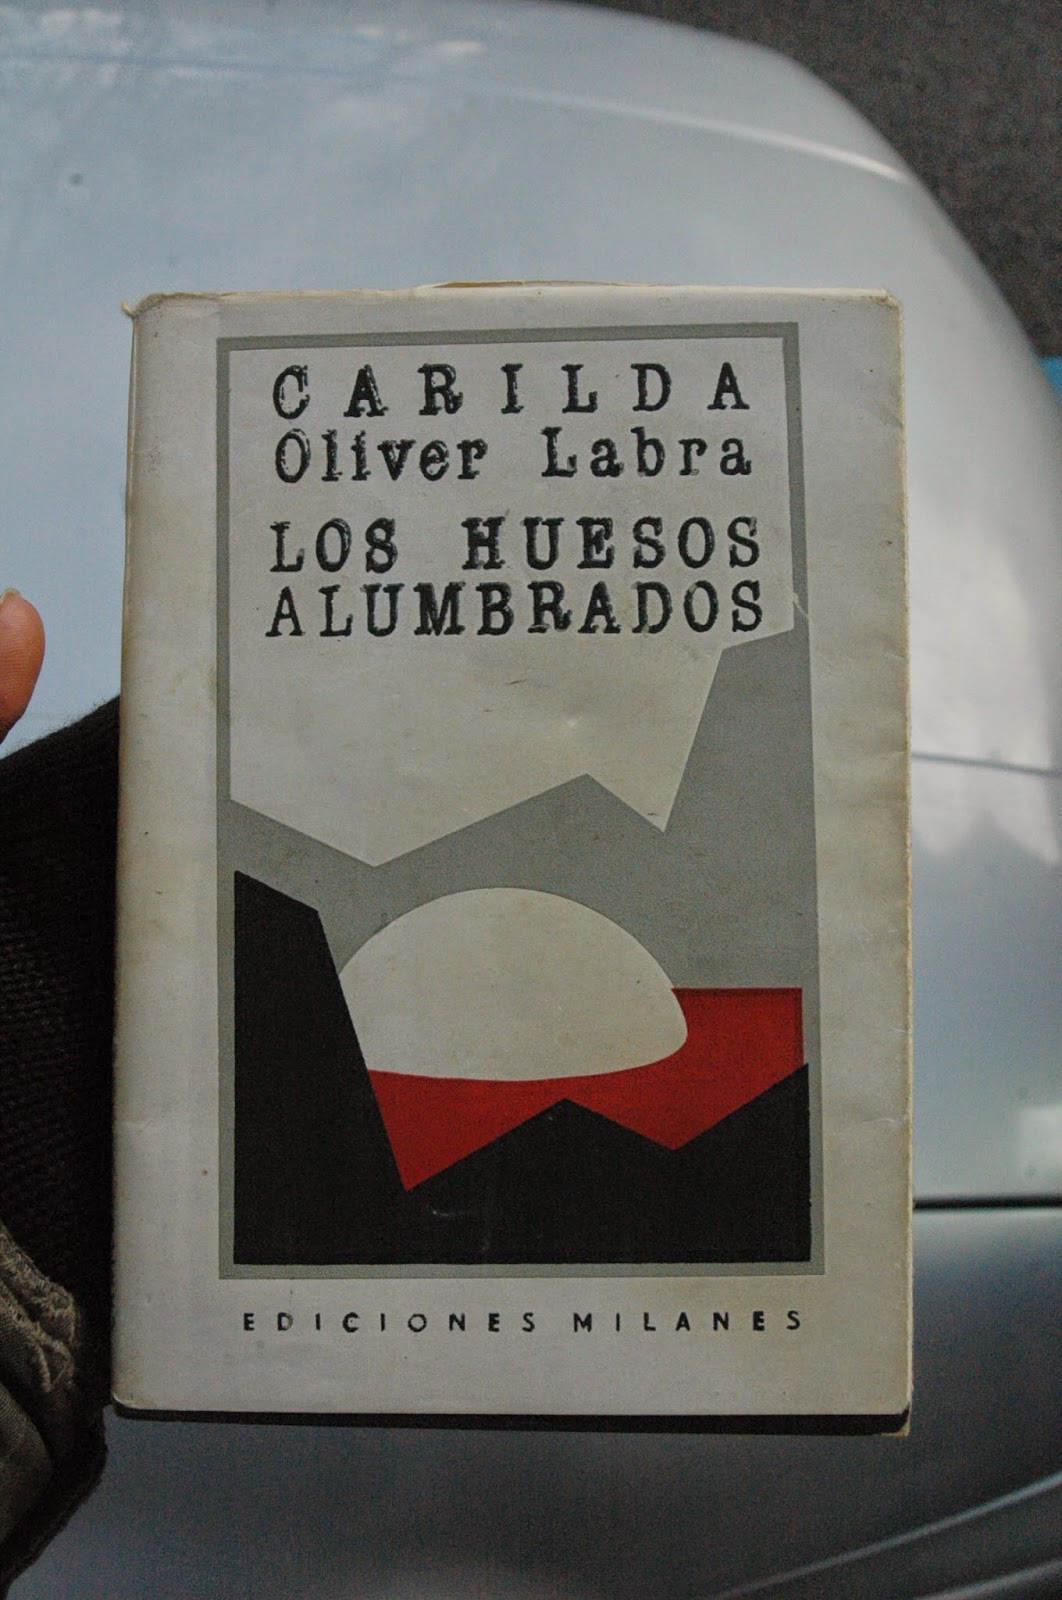 CARILDA
Oliver Labra
LOS HUESOS
ALUMBRADOS
EDICIONES MILANES